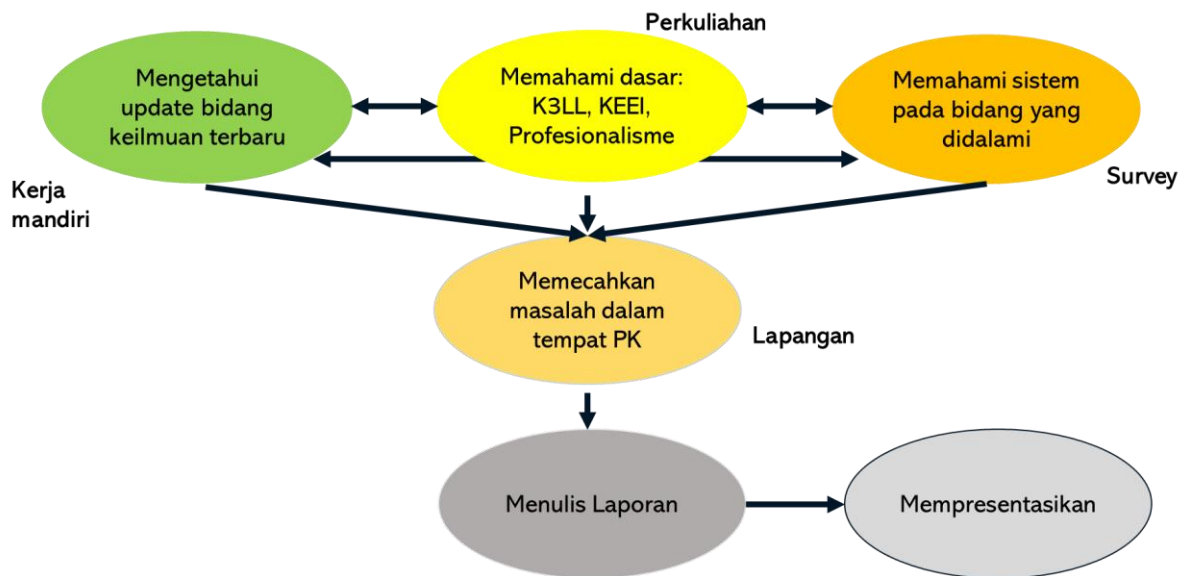 Perkuliahan
Mengetahui
update bidang
keilmuan terbaru
Memahami dasar:
K3LL, KEEI,
Profesionalisme
Memahami sistem
pada bidang yang
didalami
Kerja
mandiri
Survey
Memecahkan
masalah dalam
tempat PK
Lapangan
Menulis Laporan
Mempresentasikan